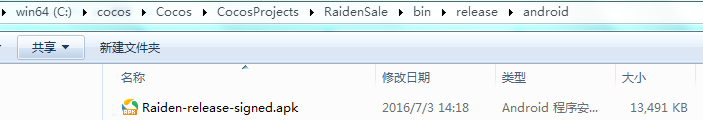 win64 (C:) ▸ cocos ▸ Cocos ▸ CocosProjects ▸ RaidenSale ▸ bin ▸ release ▸ android
共享 新建文件夹
名称 修改日期 类型 大小
Raiden-release-signed.apk 2016/7/3 14:18 Android 程序安... 13,491 KB